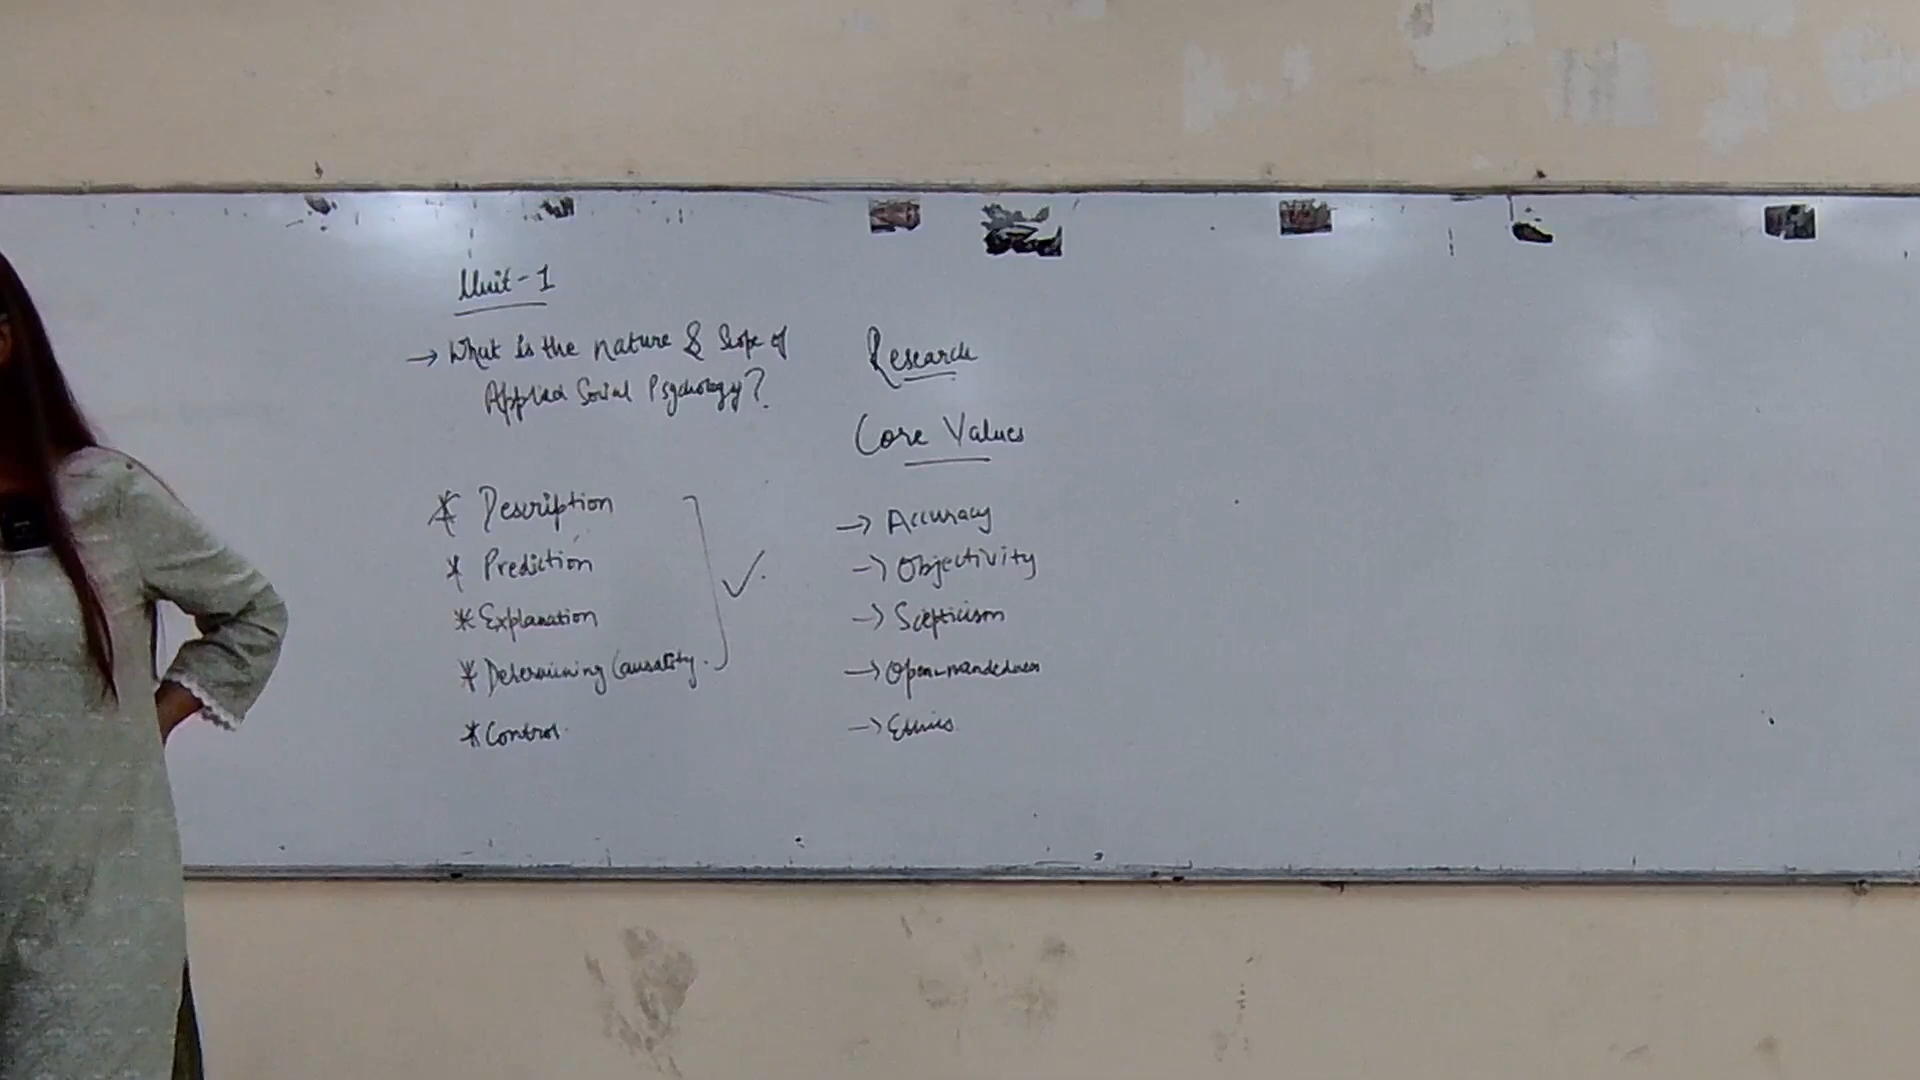 Unit-1
→ What is the nature & Scope of
Applied Social Psychology?
* Description
* Prediction
* Explanation
* Determining Causality.
* Control.
Research
Core Values
→ Accuracy
→ Objectivity
→ Scepticism
→ Open-mindedness
→ Ethics